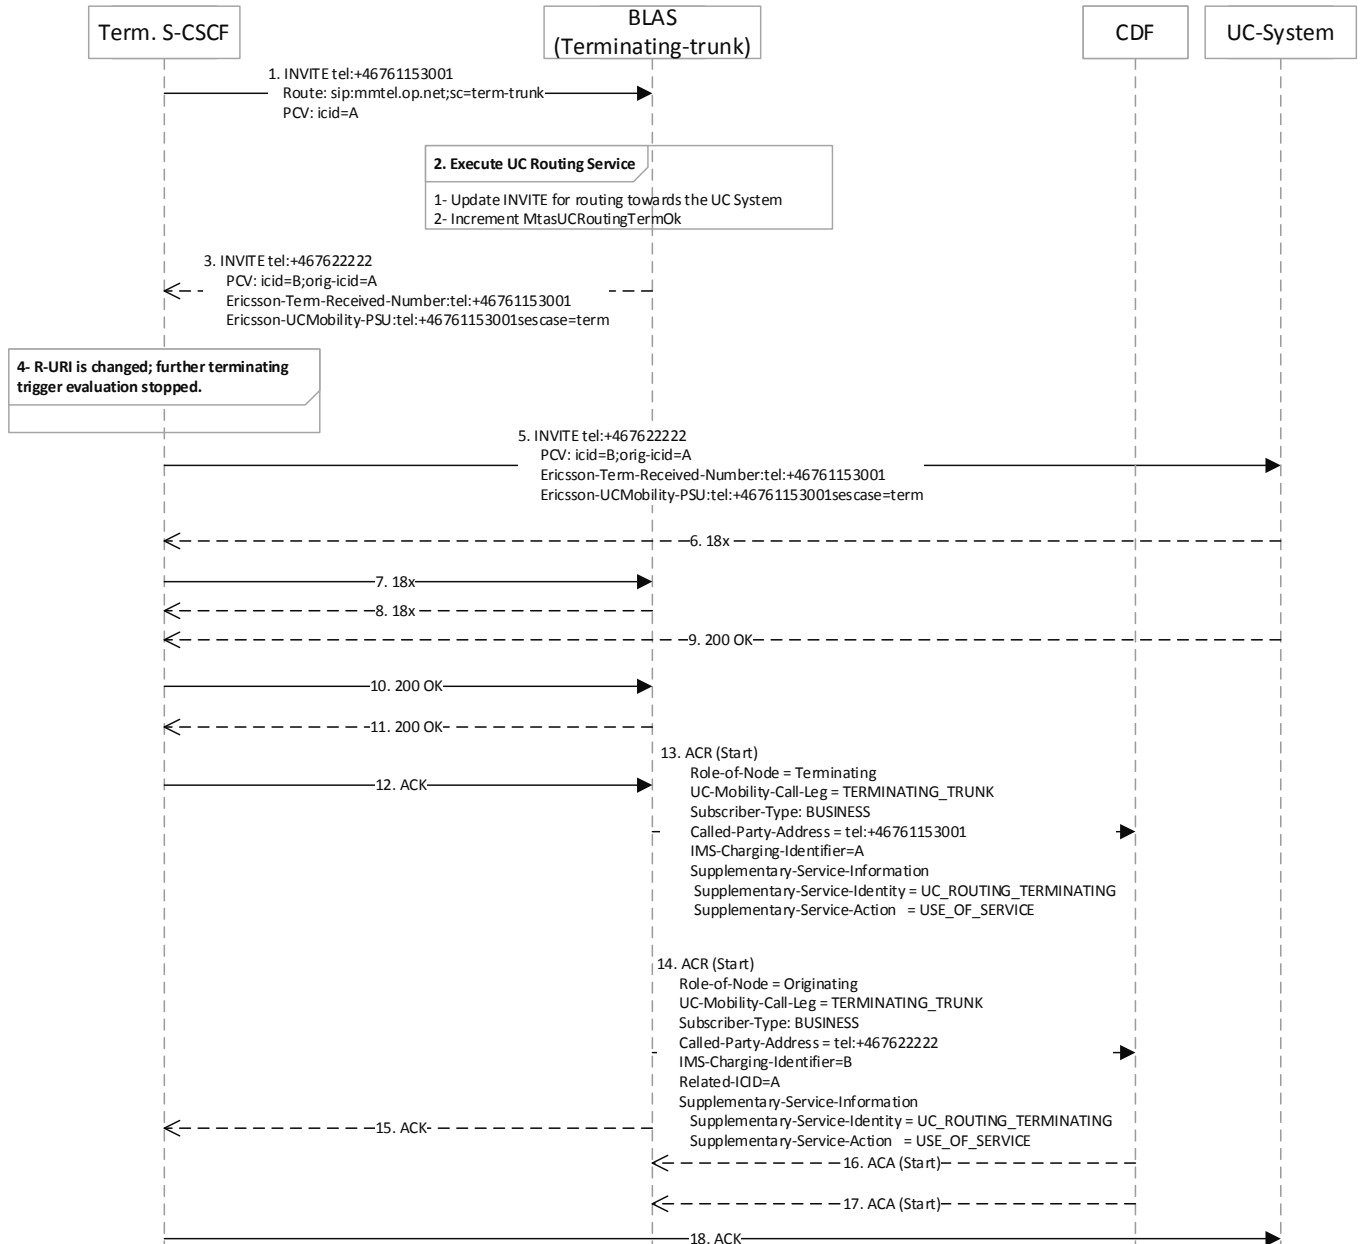 Term. S-CSCF
BLAS
(Terminating-trunk)
CDF
UC-System
1. INVITE tel:+46761153001
Route: sip:mmtel.op.net;sc=term-trunk
PCV: icid=A
2. Execute UC Routing Service
1- Update INVITE for routing towards the UC System
2- Increment MtasUCRoutingTermOk
3. INVITE tel:+467622222
PCV: icid=B;orig-icid=A
Ericsson-Term-Received-Number:tel:+46761153001
Ericsson-UCMobility-PSU:tel:+46761153001sescase=term
4- R-URI is changed; further terminating
trigger evaluation stopped.
5. INVITE tel:+467622222
PCV: icid=B;orig-icid=A
Ericsson-Term-Received-Number:tel:+46761153001
Ericsson-UCMobility-PSU:tel:+46761153001sescase=term
6. 18x
7. 18x
8. 18x
9. 200 OK
10. 200 OK
11. 200 OK
12. ACK
13. ACR (Start)
Role-of-Node = Terminating
UC-Mobility-Call-Leg = TERMINATING_TRUNK
Subscriber-Type: BUSINESS
Called-Party-Address = tel:+46761153001
IMS-Charging-Identifier=A
Supplementary-Service-Information
Supplementary-Service-Identity = UC_ROUTING_TERMINATING
Supplementary-Service-Action = USE_OF_SERVICE
14. ACR (Start)
Role-of-Node = Originating
UC-Mobility-Call-Leg = TERMINATING_TRUNK
Subscriber-Type: BUSINESS
Called-Party-Address = tel:+467622222
IMS-Charging-Identifier=B
Related-ICID=A
Supplementary-Service-Information
Supplementary-Service-Identity = UC_ROUTING_TERMINATING
Supplementary-Service-Action = USE_OF_SERVICE
15. ACK
16. ACA (Start)
17. ACA (Start)
18. ACK